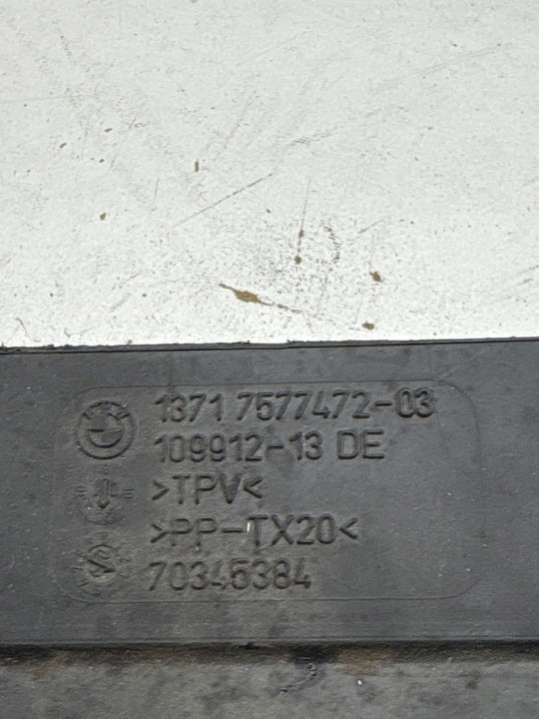 1371 7577472-03
109912-13 DE
>TPV<
>PP-TX20<
70345384